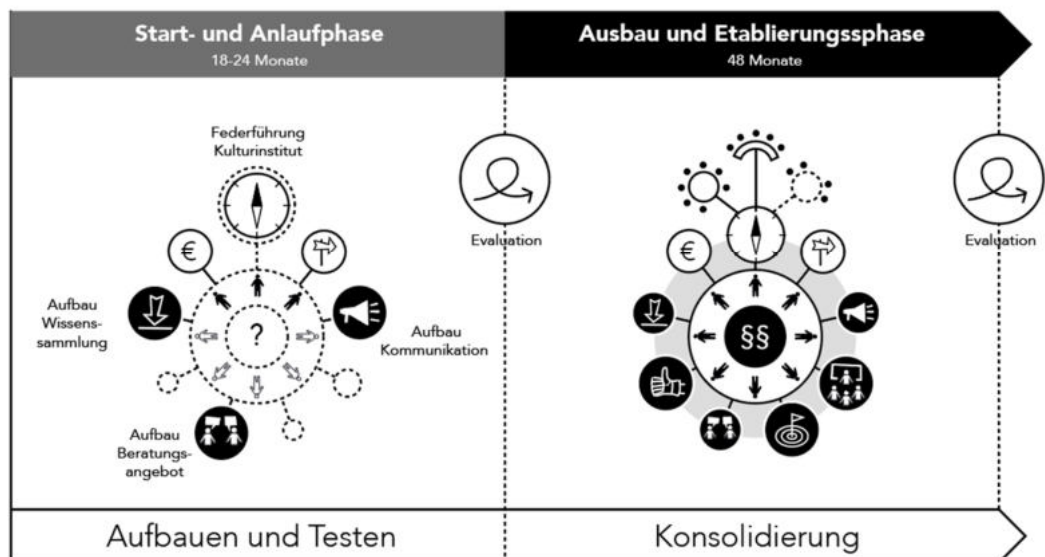 Start- und Anlaufphase
18-24 Monate
Ausbau und Etablierungssphase
48 Monate
Federführung
Kulturinstitut
€
Aufbau
Wissens-
sammlung
?
Aufbau
Kommunikation
Aufbau
Beratungs-
angebot
Evaluation
€
§§
Evaluation
Aufbauen und Testen
Konsolidierung